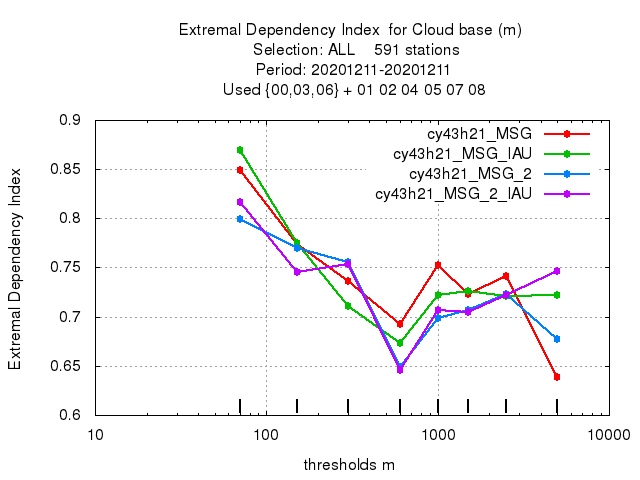 Extremal Dependency Index  for Cloud base (m)
Selection: ALL    591 stations
Period: 20201211-20201211
Used {00,03,06} + 01 02 04 05 07 08
cy43h21_MSG
cy43h21_MSG_IAU
cy43h21_MSG_2
cy43h21_MSG_2_IAU
0.9
0.85
0.8
0.75
0.7
0.65
0.6
Extremal Dependency Index
10 100 1000 10000
thresholds m